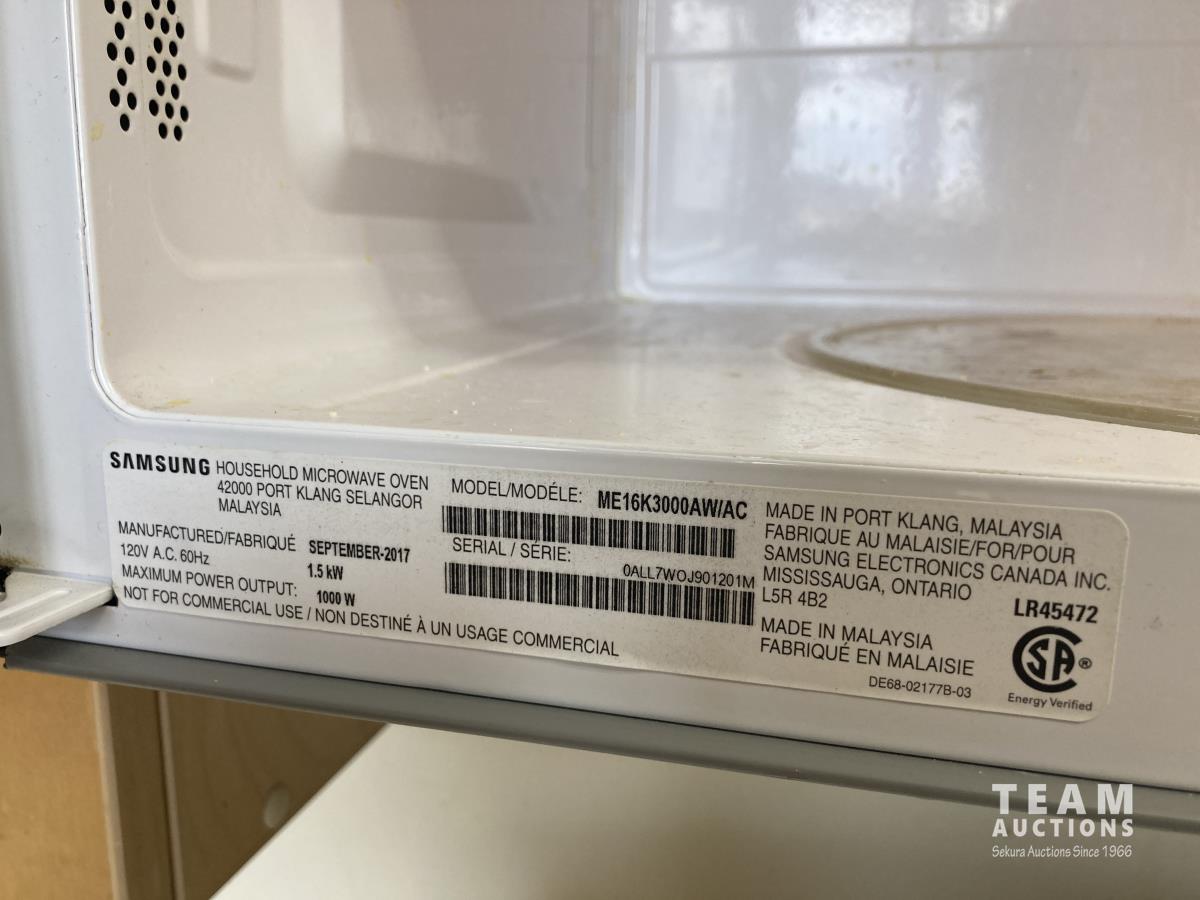 SAMSUNG HOUSEHOLD MICROWAVE OVEN
42000 PORT KLANG SELANGOR
MALAYSIA
MANUFACTURED/FABRIQUÉ SEPTEMBER-2017
120V A.C. 60Hz 1.5 kW
MAXIMUM POWER OUTPUT: 1000 W
NOT FOR COMMERCIAL USE / NON DESTINÉ À UN USAGE COMMERCIAL
MODEL/MODÉLE: ME16K3000AW/AC
SERIAL / SÉRIE:
0ALL7WOJ901201M
MADE IN PORT KLANG, MALAYSIA
FABRIQUE AU MALAISIE/FOR/POUR
SAMSUNG ELECTRONICS CANADA INC.
MISSISSAUGA, ONTARIO
L5R 4B2
LR45472
MADE IN MALAYSIA
FABRIQUÉ EN MALAISIE
DE68-02177B-03
SA ®
Energy Verified
TEAM
AUCTIONS
Sekura Auctions Since 1966